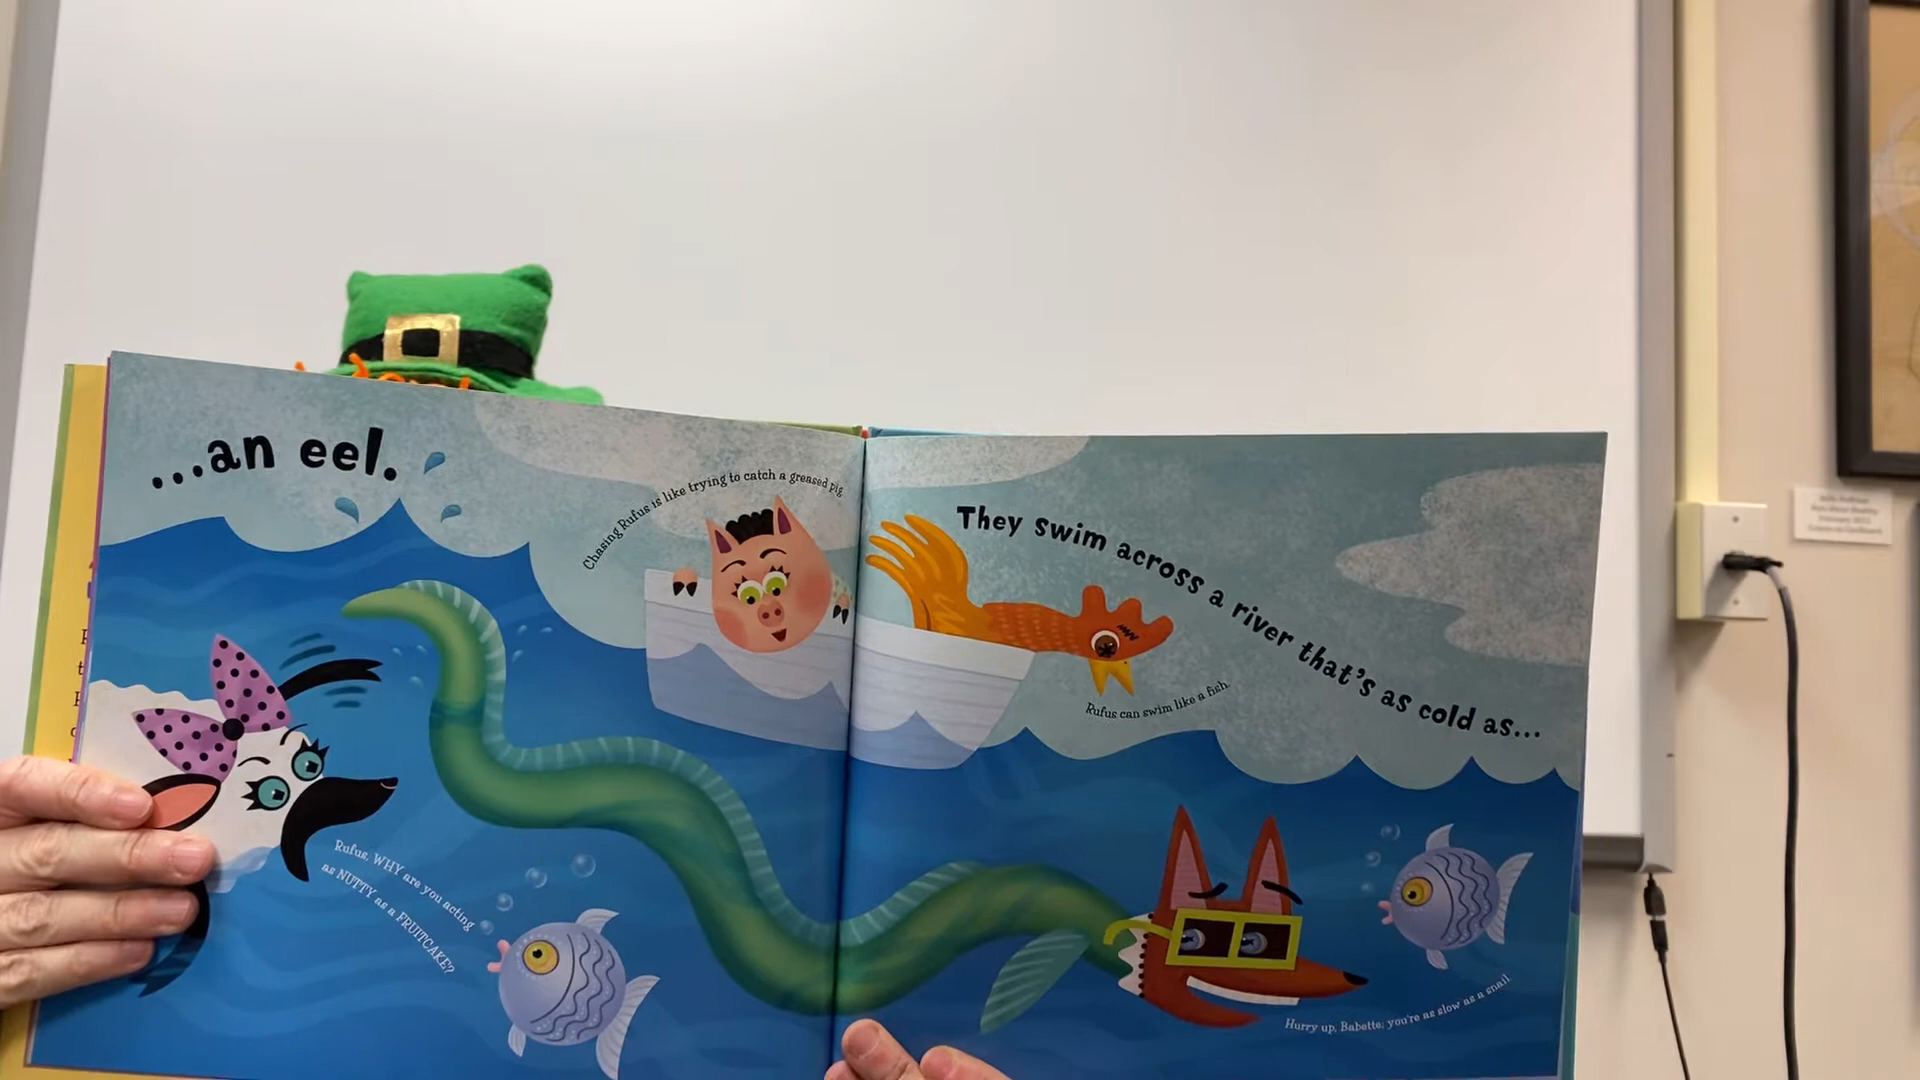 ...an eel.
Chasing Rufus is like trying to catch a greased pig.
Rufus, WHY are you acting
as NUTTY as a FRUITCAKE?
They swim across a river that's as cold as...
Rufus can swim like a fish.
Hurry up, Babette; you're as slow as a snail